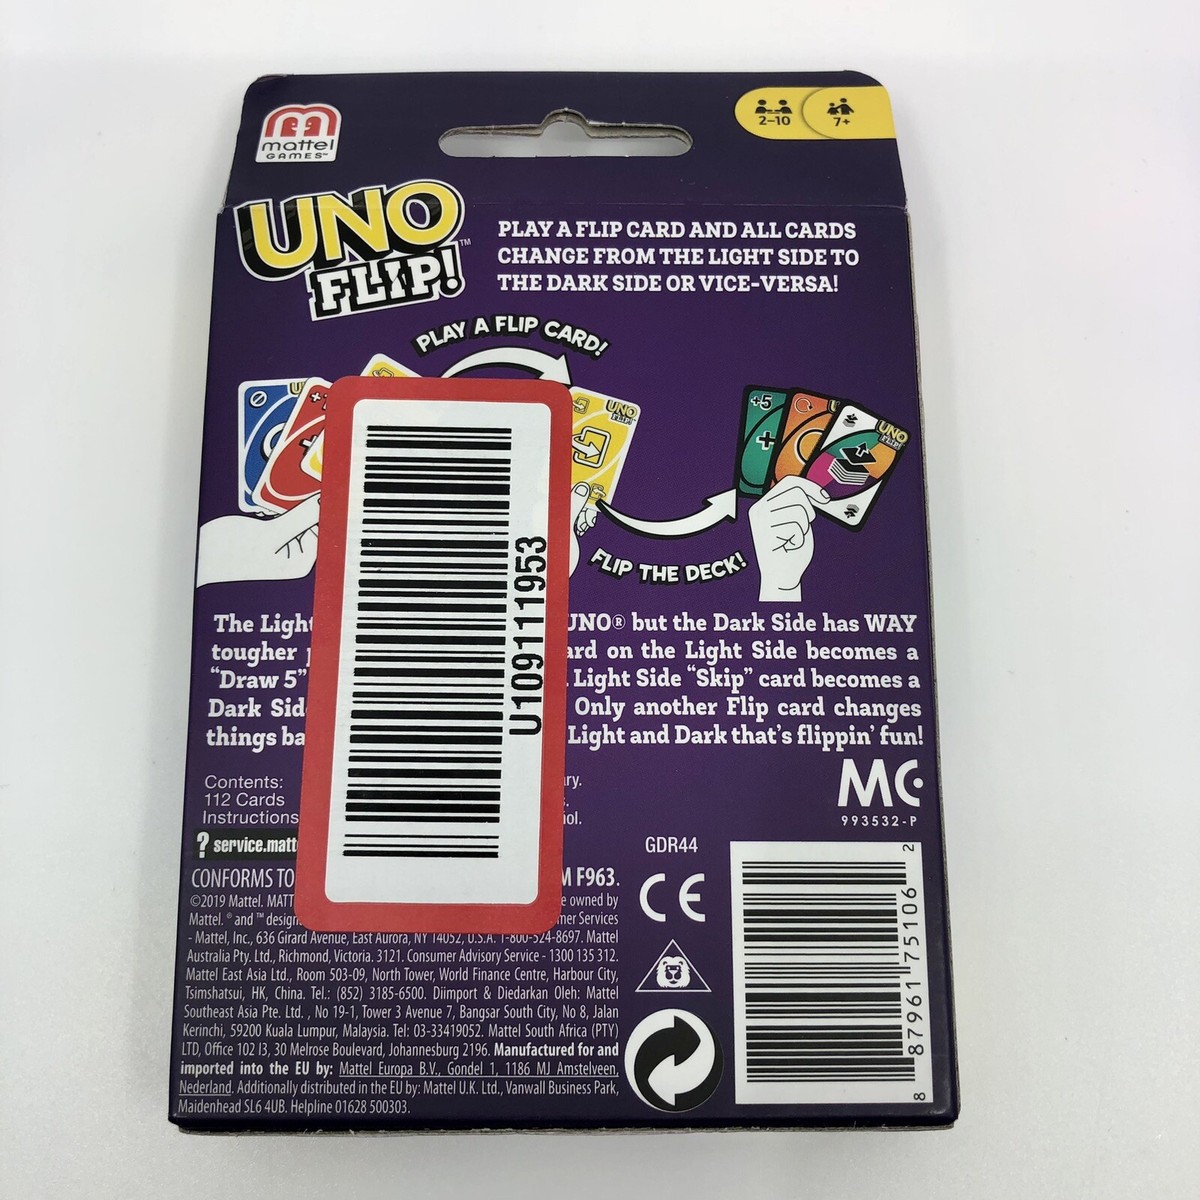 mattel
GAMES™
2-10
7+
UNO
FLIP!™
PLAY A FLIP CARD AND ALL CARDS
CHANGE FROM THE LIGHT SIDE TO
THE DARK SIDE OR VICE-VERSA!
PLAY A FLIP CARD!
UNO
FLIP!
+5
UNO
FLIP!
FLIP THE DECK!
U109111953
The Light UNO® but the Dark Side has WAY
tougher on the Light Side becomes a
"Draw 5" Light Side "Skip" card becomes a
Dark Only another Flip card changes
things Light and Dark that's flippin' fun!
Contents:
112 Cards
Instructions
MC
993532-P
? service.matt
GDR44
CONFORMS TO F963.
©2019 Mattel. owned by
Mattel. ® and ™ Services
- Mattel, Inc., 636 Girard Avenue, East Aurora, NY 14052, U.S.A. 1-800-524-8697. Mattel
Australia Pty. Ltd., Richmond, Victoria. 3121. Consumer Advisory Service - 1300 135 312.
Mattel East Asia Ltd., Room 503-09, North Tower, World Finance Centre, Harbour City,
Tsimshatsui, HK, China. Tel.: (852) 3185-6500. Diimport & Diedarkan Oleh: Mattel
Southeast Asia Pte. Ltd. , No 19-1, Tower 3 Avenue 7, Bangsar South City, No 8, Jalan
Kerinchi, 59200 Kuala Lumpur, Malaysia. Tel: 03-33419052. Mattel South Africa (PTY)
LTD, Office 102 I3, 30 Melrose Boulevard, Johannesburg 2196. Manufactured for and
imported into the EU by: Mattel Europa B.V., Gondel 1, 1186 MJ Amstelveen,
Nederland. Additionally distributed in the EU by: Mattel U.K. Ltd., Vanwall Business Park,
Maidenhead SL6 4UB. Helpline 01628 500303.
CE
8 87961 75106 2